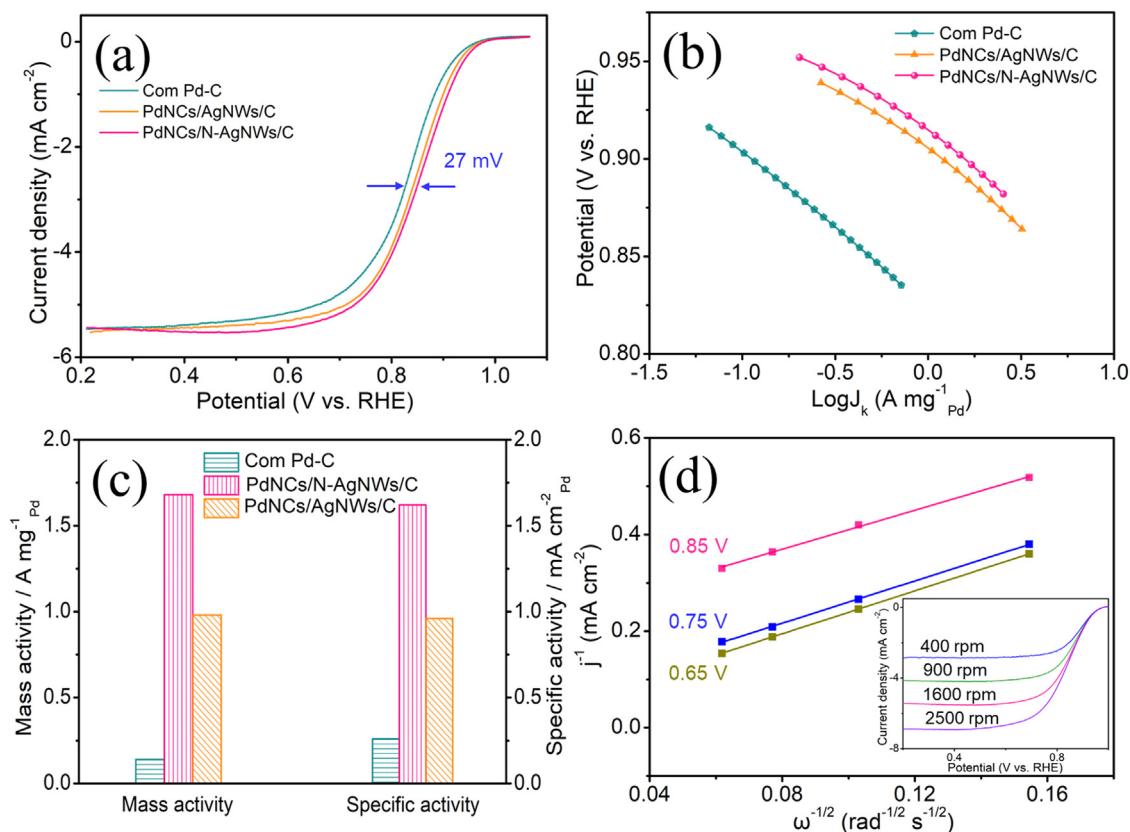 (a)
Com Pd-C
PdNCs/AgNWs/C
PdNCs/N-AgNWs/C
27 mV
0
-2
-4
-6
0.2 0.4 0.6 0.8 1.0
Current density (mA cm-2)
Potential (V vs. RHE)
(b)
Com Pd-C
PdNCs/AgNWs/C
PdNCs/N-AgNWs/C
0.95
0.90
0.85
0.80
-1.5 -1.0 -0.5 0.0 0.5 1.0
Potential (V vs. RHE)
LogJk (A mg-1Pd)
(c)
Com Pd-C
PdNCs/N-AgNWs/C
PdNCs/AgNWs/C
2.0
1.5
1.0
0.5
0.0
2.0
1.5
1.0
0.5
0.0
Mass activity / A mg-1Pd
Specific activity / mA cm-2Pd
Mass activity Specific activity
(d)
0.85 V
0.75 V
0.65 V
0.6
0.4
0.2
0.0
0.04 0.08 0.12 0.16
j-1 (mA cm-2)
ω-1/2 (rad-1/2 s-1/2)
400 rpm
900 rpm
1600 rpm
2500 rpm
0
-4
-8
0.4 0.8
Current density (mA cm-2)
Potential (V vs. RHE)